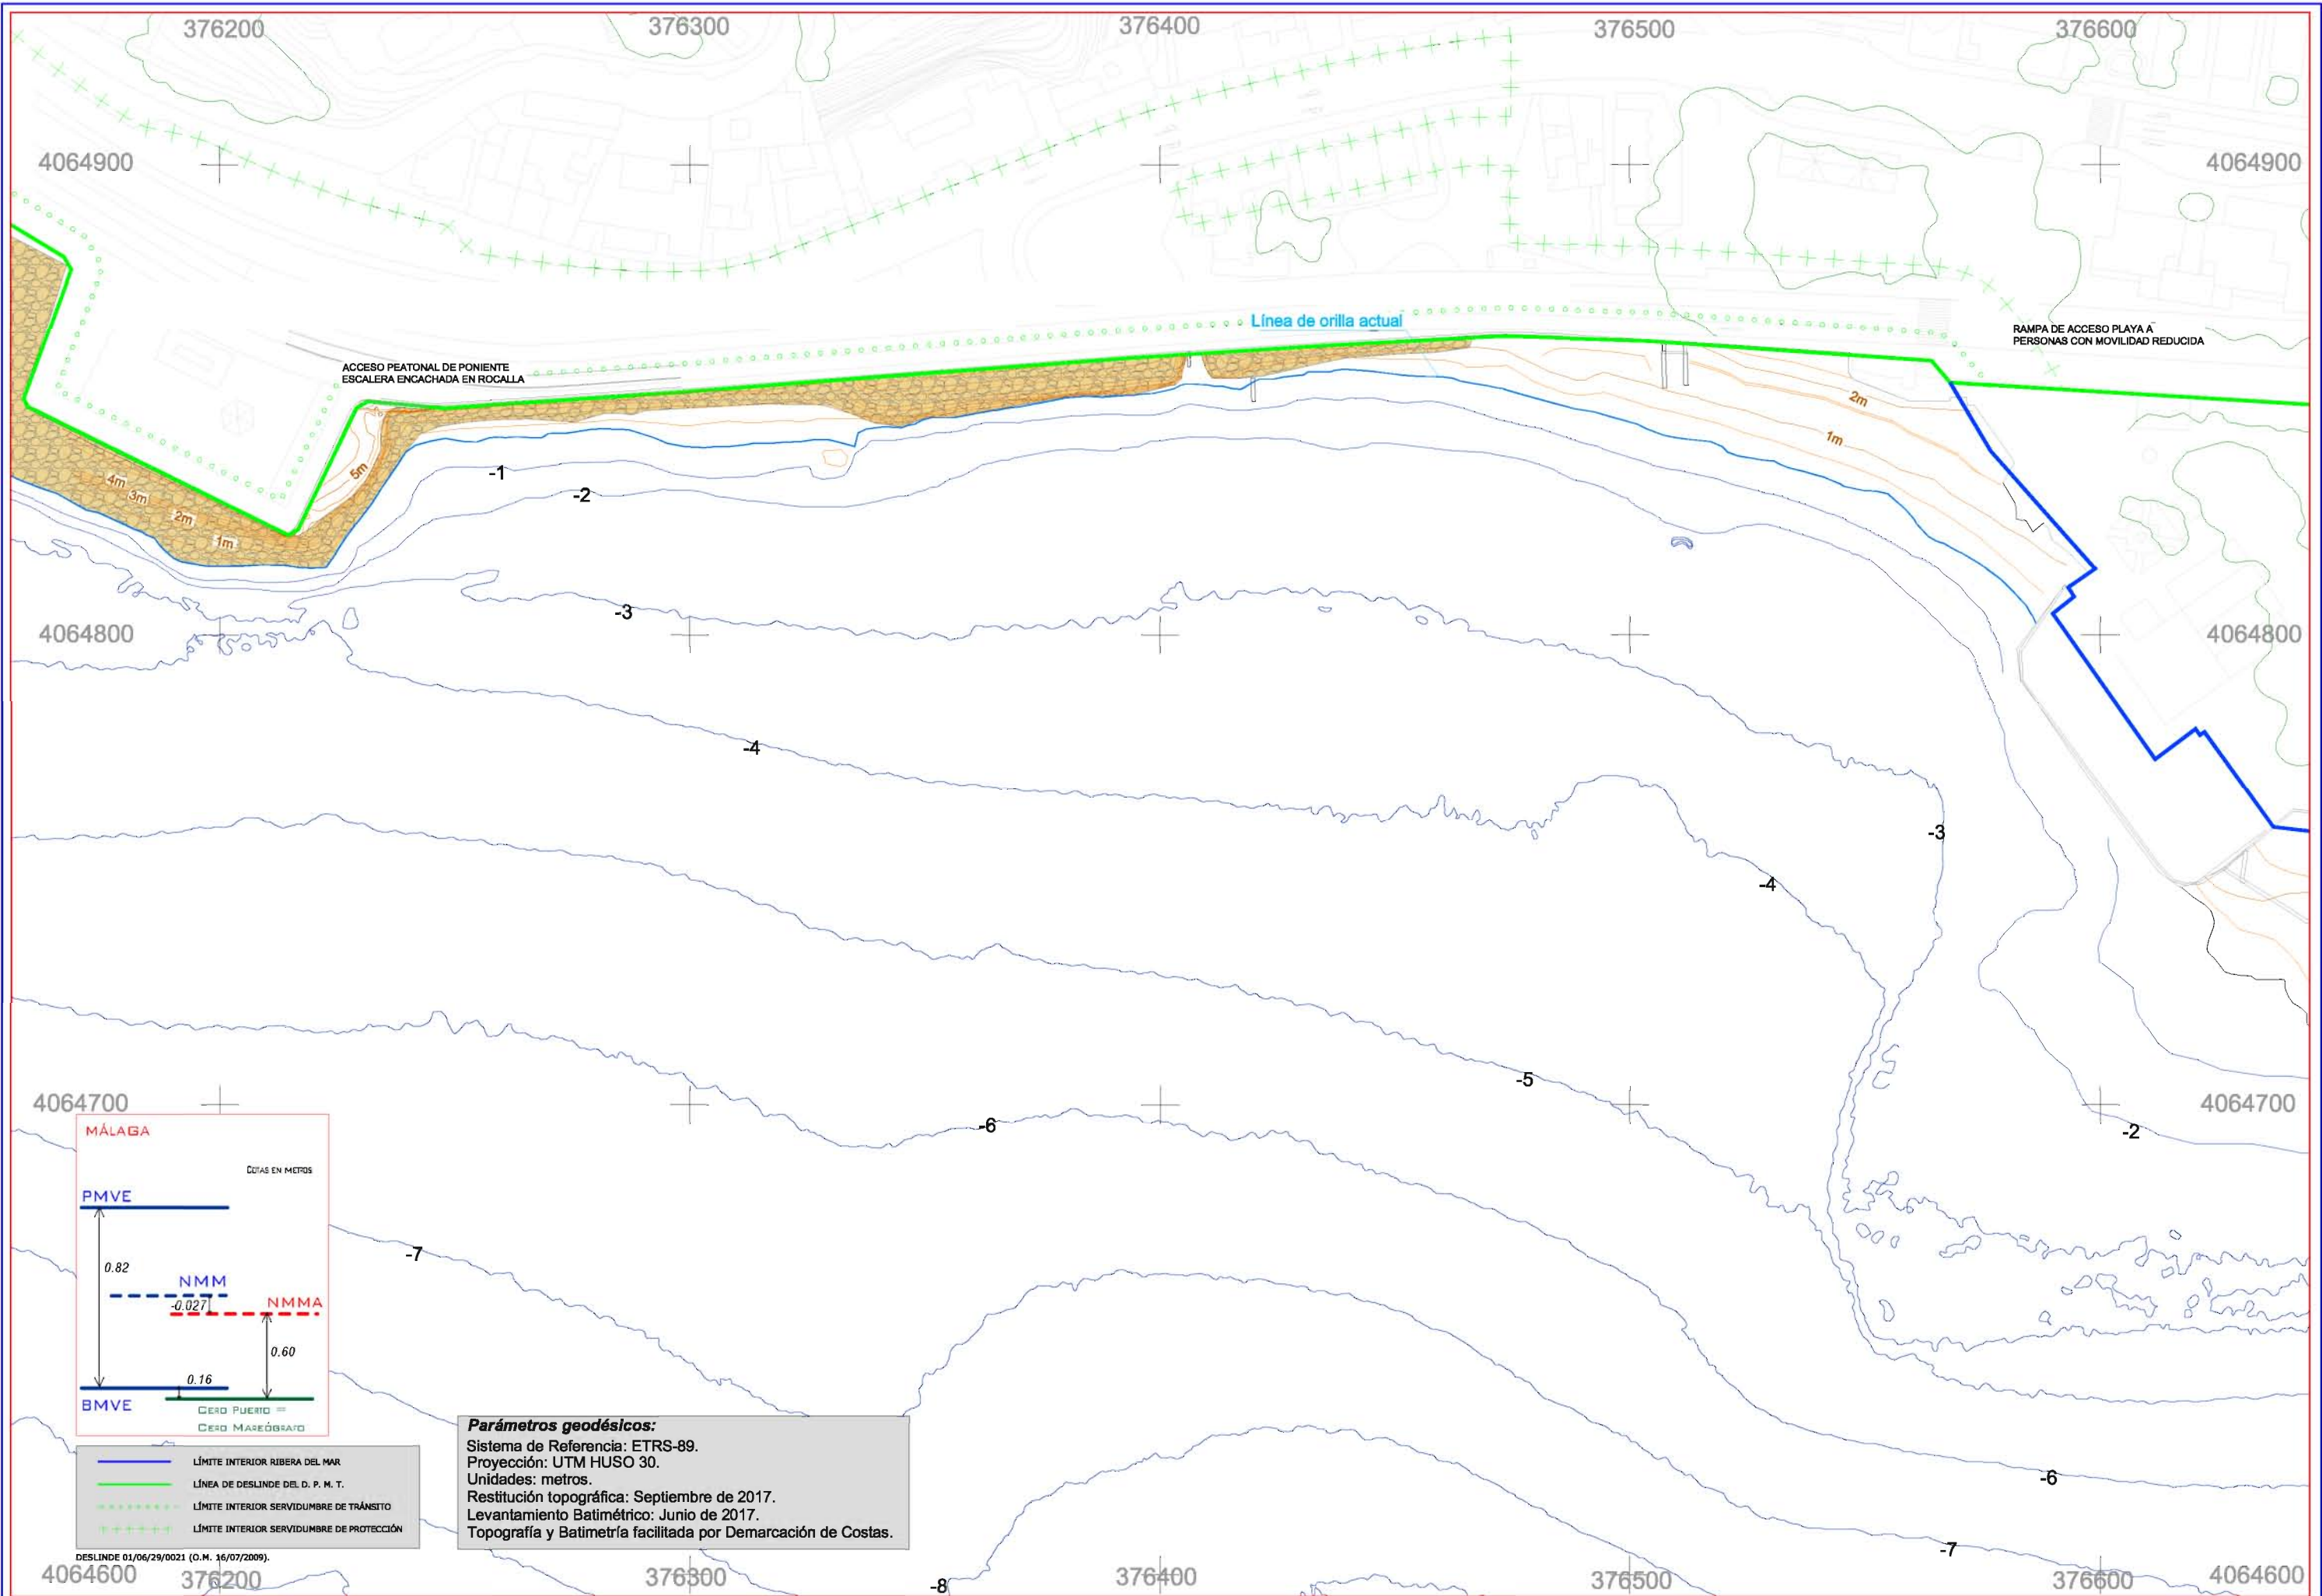 376200
376300
376400
376500
376600
4064900
4064900
Línea de orilla actual
RAMPA DE ACCESO PLAYA A
PERSONAS CON MOVILIDAD REDUCIDA
ACCESO PEATONAL DE PONIENTE
ESCALERA ENCACHADA EN ROCALLA
2m
1m
5m
4m
3m
2m
1m
-1
-2
-3
4064800
4064800
-4
-3
-4
-5
4064700
4064700
-6
-2
MÁLAGA
COTAS EN METROS
PMVE
0.82
NMM
-0.027
NMMA
0.60
0.16
BMVE
CERO PUERTO =
CERO MAREÓGRAFO
-7
LÍMITE INTERIOR RIBERA DEL MAR
LÍNEA DE DESLINDE DEL D. P. M. T.
LÍMITE INTERIOR SERVIDUMBRE DE TRÁNSITO
LÍMITE INTERIOR SERVIDUMBRE DE PROTECCIÓN
DESLINDE 01/06/29/0021 (O.M. 16/07/2009).
Parámetros geodésicos:
Sistema de Referencia: ETRS-89.
Proyección: UTM HUSO 30.
Unidades: metros.
Restitución topográfica: Septiembre de 2017.
Levantamiento Batimétrico: Junio de 2017.
Topografía y Batimetría facilitada por Demarcación de Costas.
-6
-7
-8
4064600
376200
376300
376400
376500
376600
4064600